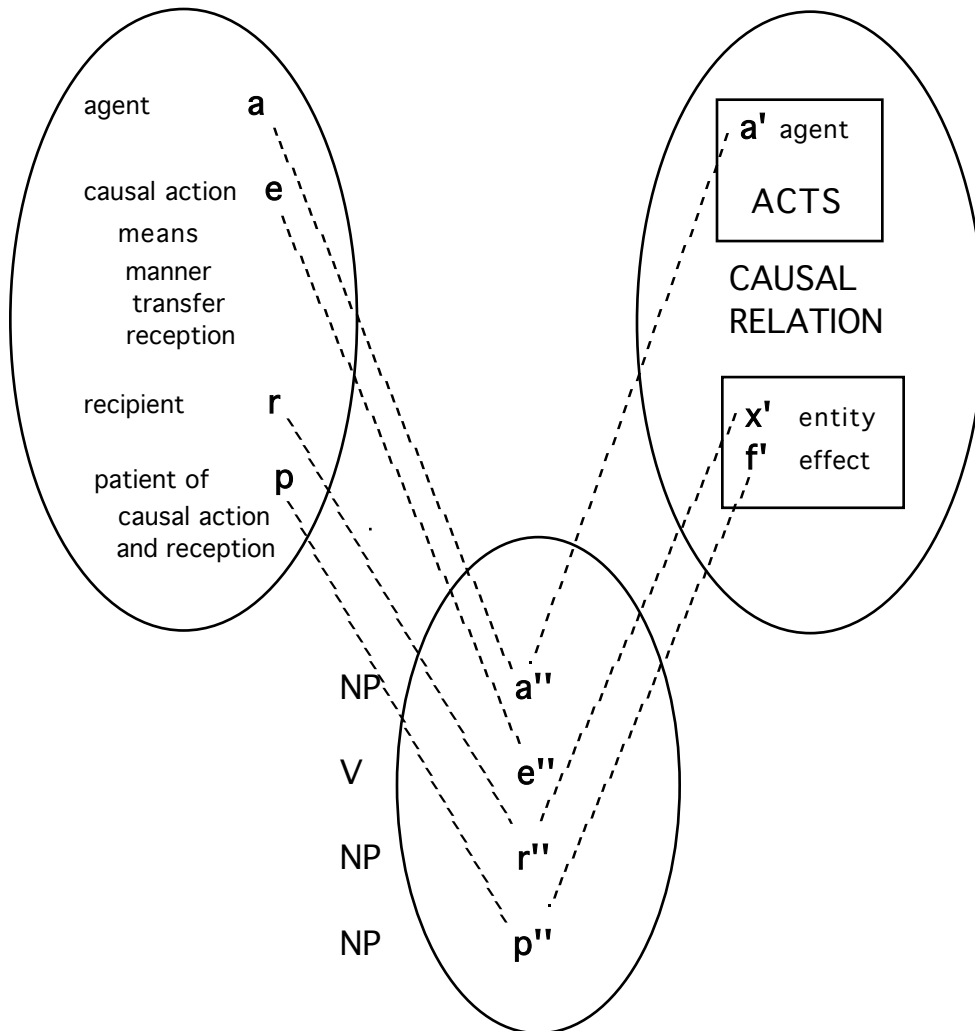 agent a
causal action e
means
manner
transfer
reception
recipient r
patient of p
causal action
and reception
a' agent
ACTS
CAUSAL
RELATION
x' entity
f' effect
NP a''
V e''
NP r''
NP p''